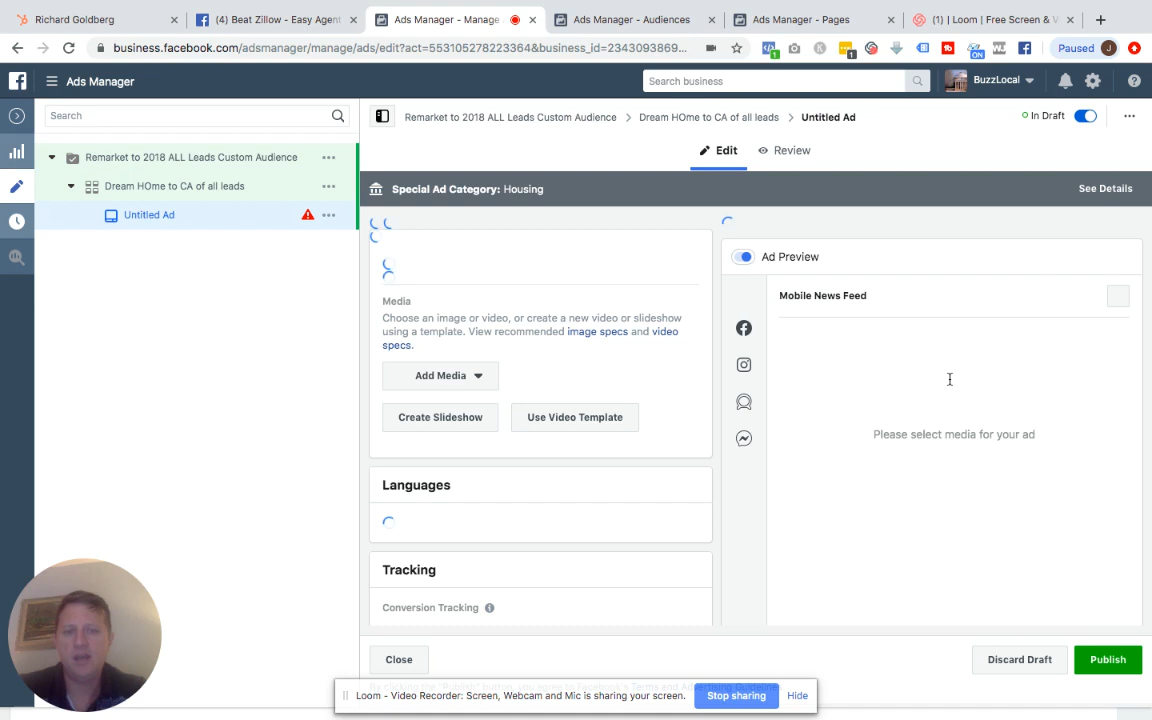 Richard Goldberg
(4) Beat Zillow - Easy Agent
Ads Manager - Manage
Ads Manager - Audiences
Ads Manager - Pages
(1) | Loom | Free Screen & V
business.facebook.com/adsmanager/manage/ads/edit?act=553105278223364&business_id=2343093869...
Paused
J
Ads Manager
Search business
BuzzLocal
Search
Remarket to 2018 ALL Leads Custom Audience
Dream HOme to CA of all leads
Untitled Ad
Remarket to 2018 ALL Leads Custom Audience
Dream HOme to CA of all leads
Untitled Ad
In Draft
Edit
Review
Special Ad Category: Housing
See Details
Media
Choose an image or video, or create a new video or slideshow
using a template. View recommended image specs and video
specs.
Add Media
Create Slideshow
Use Video Template
Languages
Tracking
Conversion Tracking
Ad Preview
Mobile News Feed
Please select media for your ad
Close
Discard Draft
Publish
Loom - Video Recorder: Screen, Webcam and Mic is sharing your screen.
Stop sharing
Hide